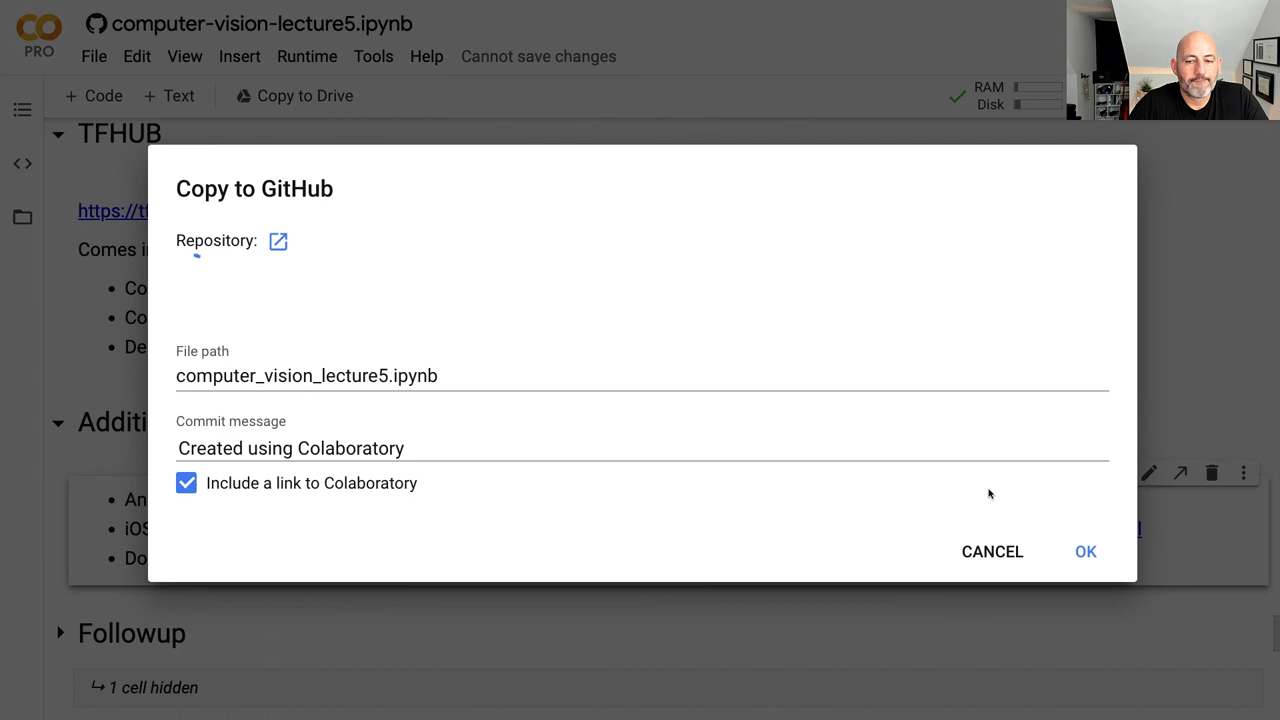 CO
PRO
computer-vision-lecture5.ipynb
File Edit View Insert Runtime Tools Help Cannot save changes
+ Code + Text Copy to Drive
RAM
Disk
TFHUB
https://tf
Comes i
Co
Co
De
Additi
An
iOS
Do
Copy to GitHub
Repository:
File path
computer_vision_lecture5.ipynb
Commit message
Created using Colaboratory
Include a link to Colaboratory
CANCEL OK
Followup
1 cell hidden